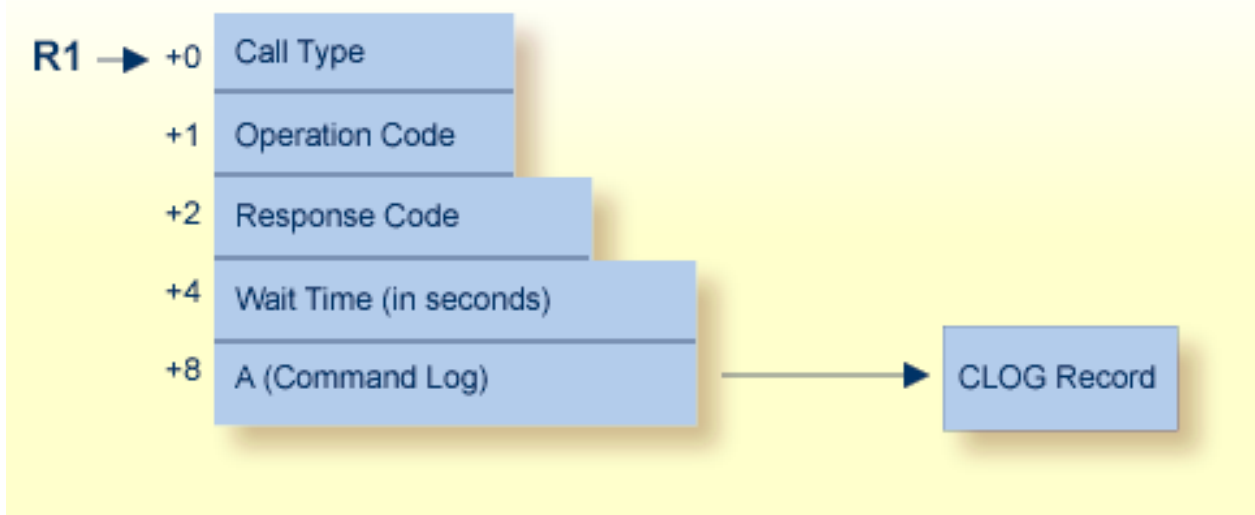 R1 +0 Call Type
+1 Operation Code
+2 Response Code
+4 Wait Time (in seconds)
+8 A (Command Log) CLOG Record